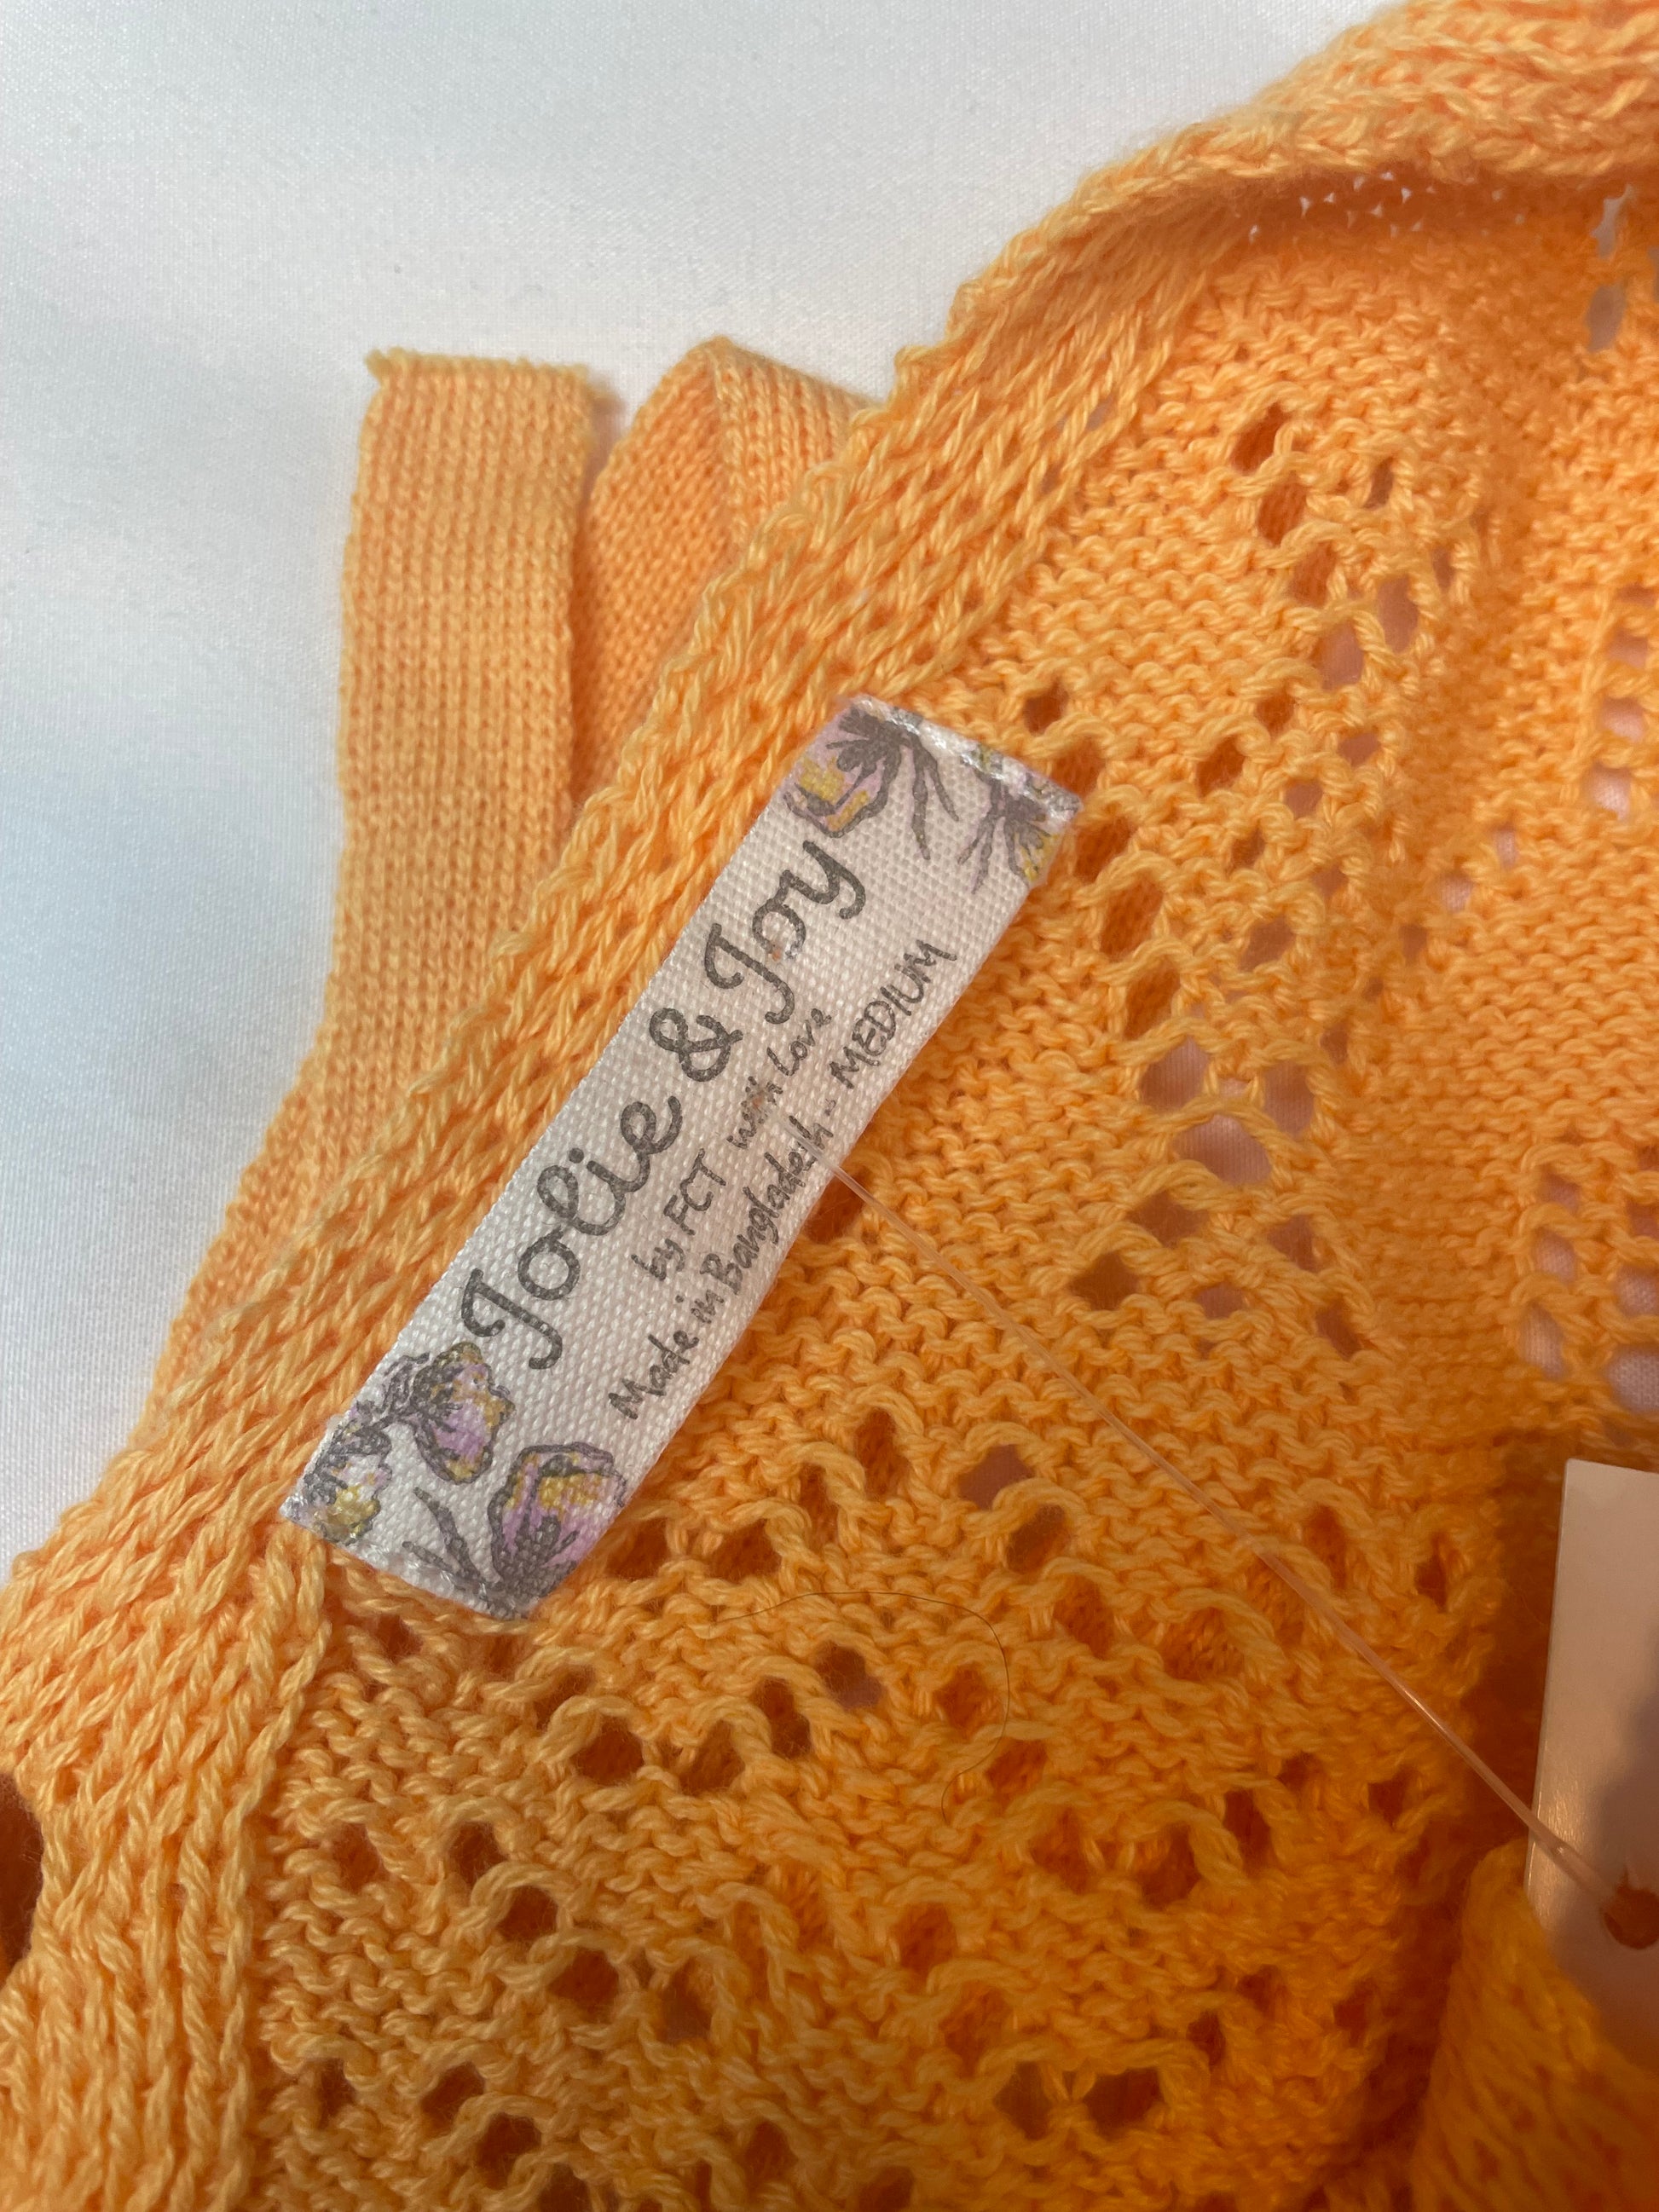 Jolie & Joy
by FCT with Love
Made in Bangladesh - MEDIUM